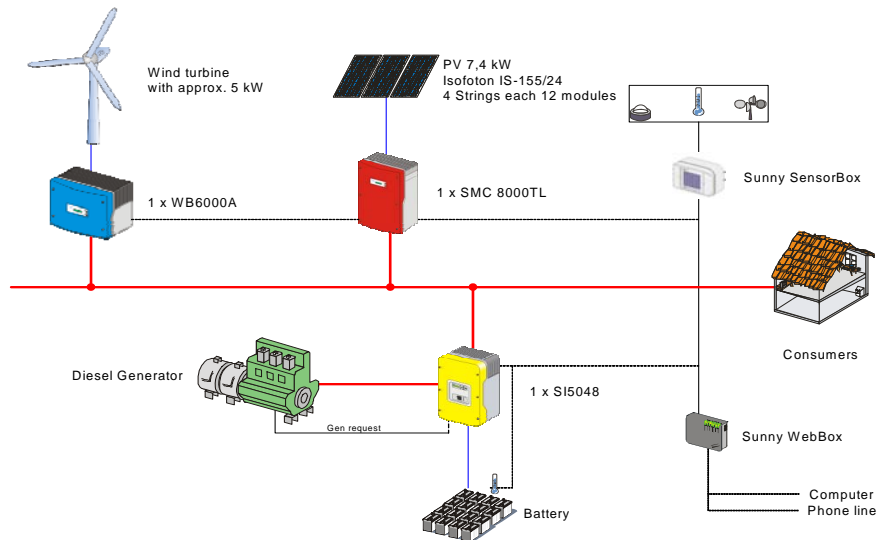 Wind turbine
with approx. 5 kW
PV 7,4 kW
Isofoton IS-155/24
4 Strings each 12 modules
Sunny SensorBox
1 x WB6000A
1 x SMC 8000TL
Consumers
Diesel Generator
1 x SI5048
Gen request
Sunny WebBox
Battery
Computer
Phone line